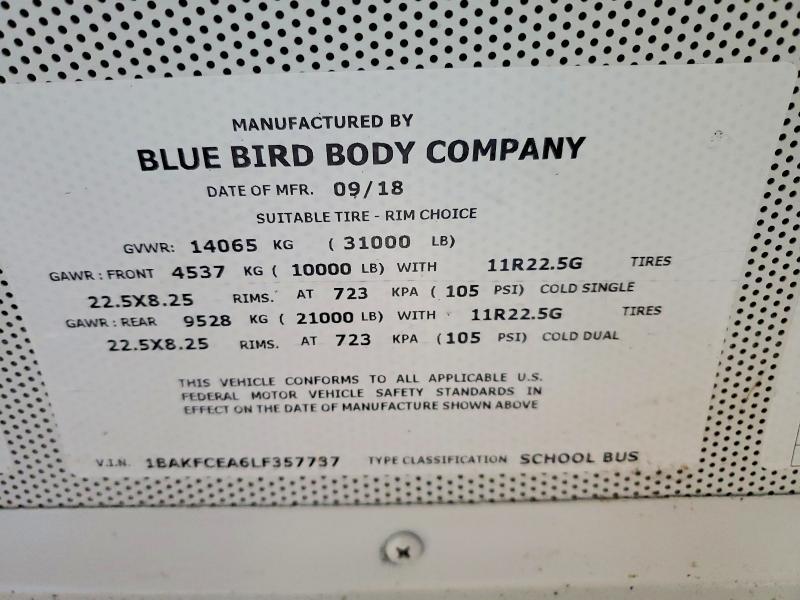 MANUFACTURED BY
BLUE BIRD BODY COMPANY
DATE OF MFR. 09/18
SUITABLE TIRE - RIM CHOICE
GVWR: 14065 KG ( 31000 LB)
GAWR : FRONT 4537 KG ( 10000 LB) WITH 11R22.5G TIRES
22.5X8.25 RIMS. AT 723 KPA ( 105 PSI) COLD SINGLE
GAWR : REAR 9528 KG ( 21000 LB) WITH 11R22.5G TIRES
22.5X8.25 RIMS. AT 723 KPA ( 105 PSI) COLD DUAL
THIS VEHICLE CONFORMS TO ALL APPLICABLE U.S.
FEDERAL MOTOR VEHICLE SAFETY STANDARDS IN
EFFECT ON THE DATE OF MANUFACTURE SHOWN ABOVE
V.I.N. 1BAKFCEA6LF357737 TYPE CLASSIFICATION SCHOOL BUS